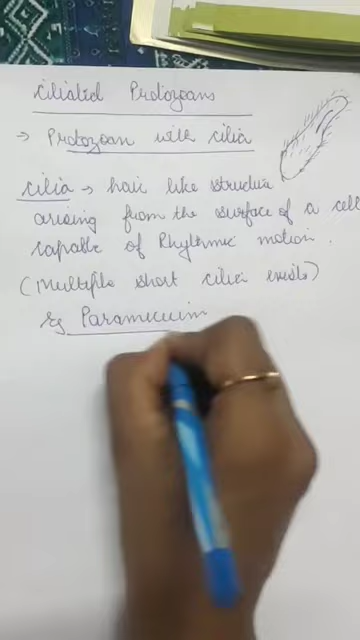 Ciliated Protozoans
→ Protozoan with cilia
Cilia → hair like structure
arising from the surface of a cell
capable of Rhythmic motion.
(Multiple short cilia exists)
Eg Paramecium